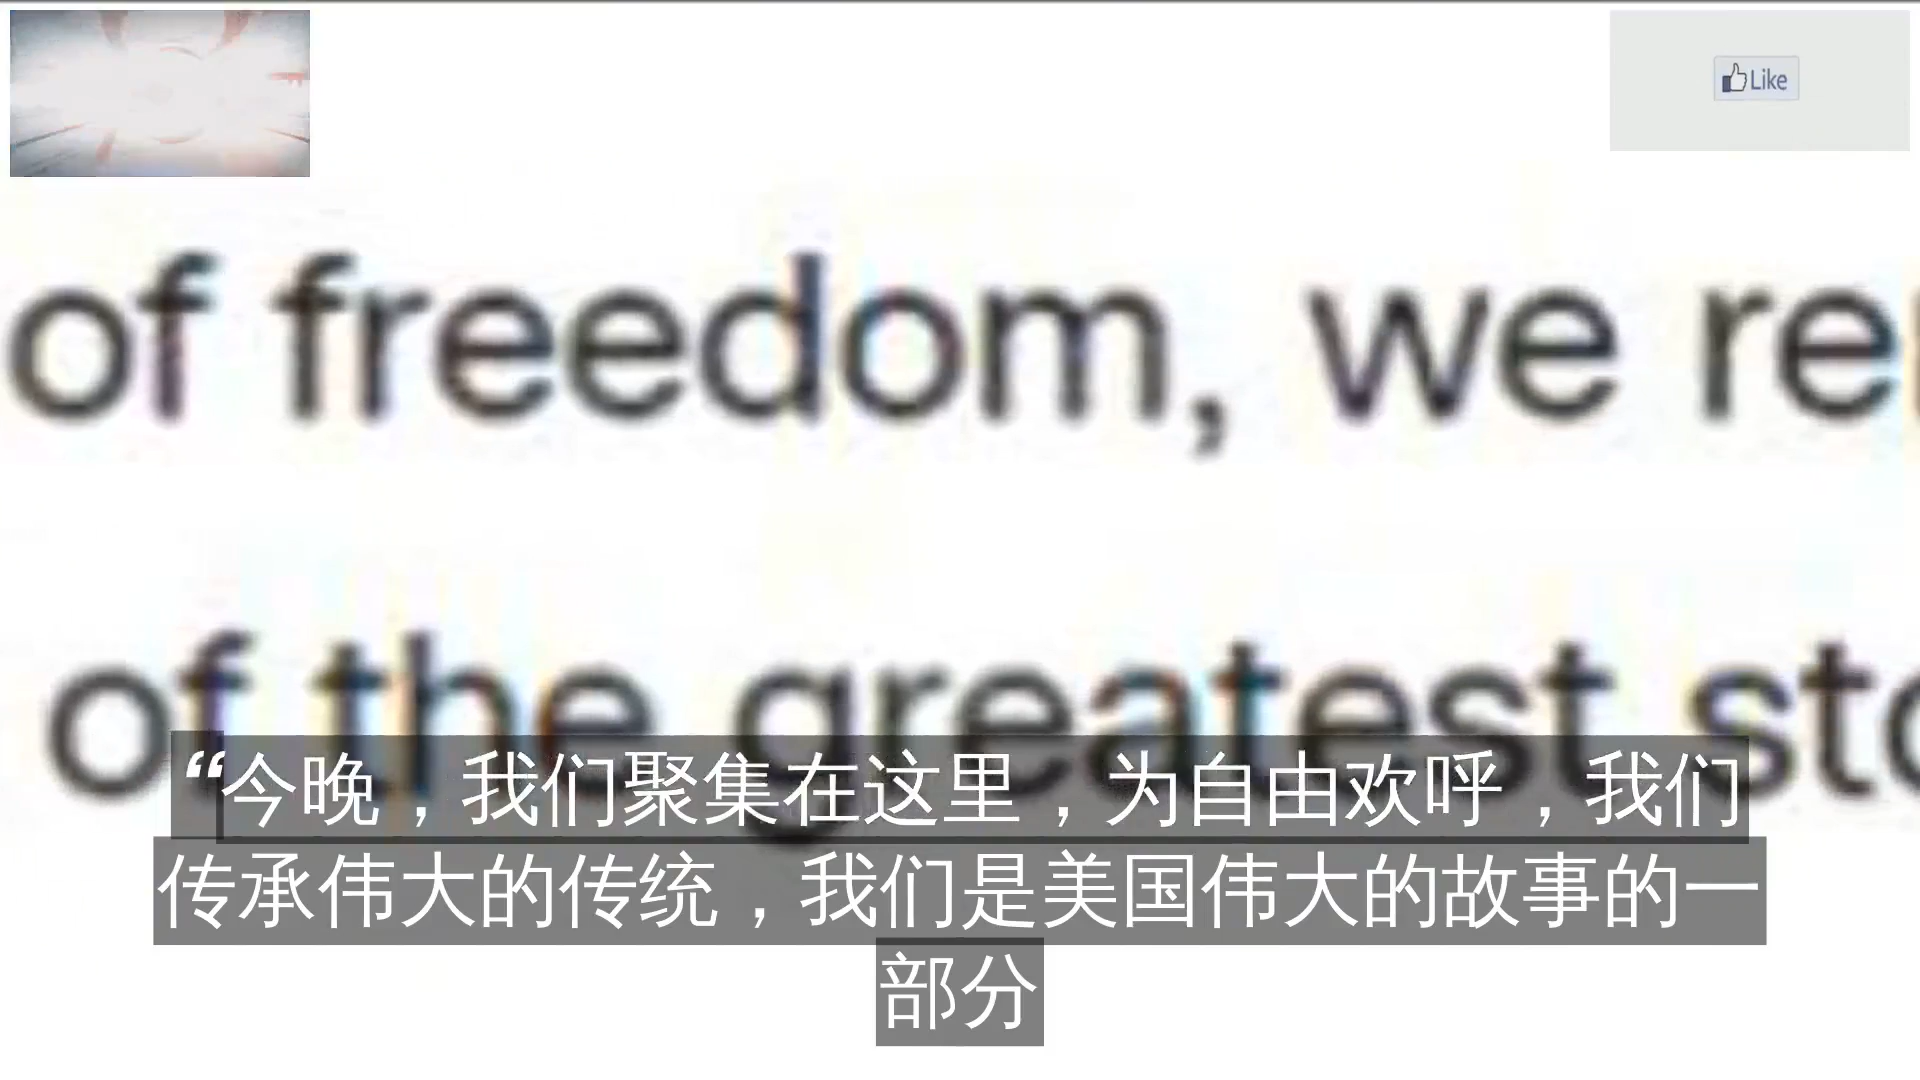 Like
of freedom, we re
of the greatest sto
“今晚，我们聚集在这里，为自由欢呼，我们
传承伟大的传统，我们是美国伟大的故事的一
部分